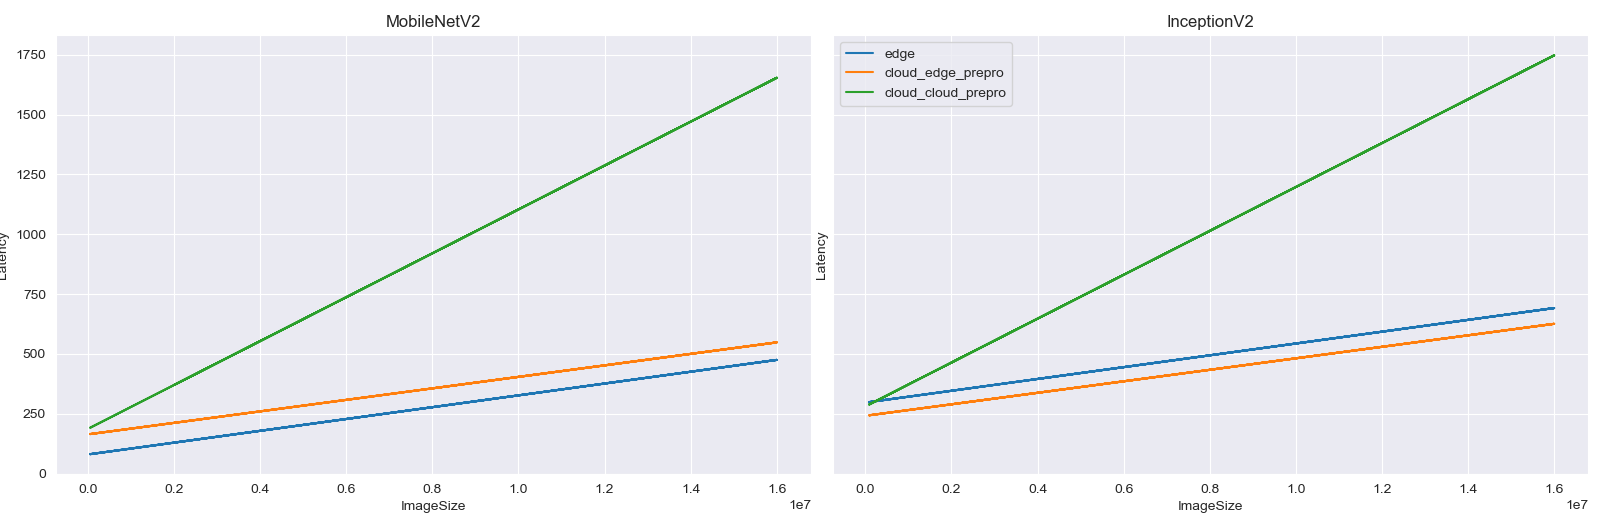 MobileNetV2
1750
1500
1250
1000
750
500
250
0
Latency
0.0 0.2 0.4 0.6 0.8 1.0 1.2 1.4 1.6
1e7
ImageSize
InceptionV2
edge
cloud_edge_prepro
cloud_cloud_prepro
Latency
0.0 0.2 0.4 0.6 0.8 1.0 1.2 1.4 1.6
1e7
ImageSize